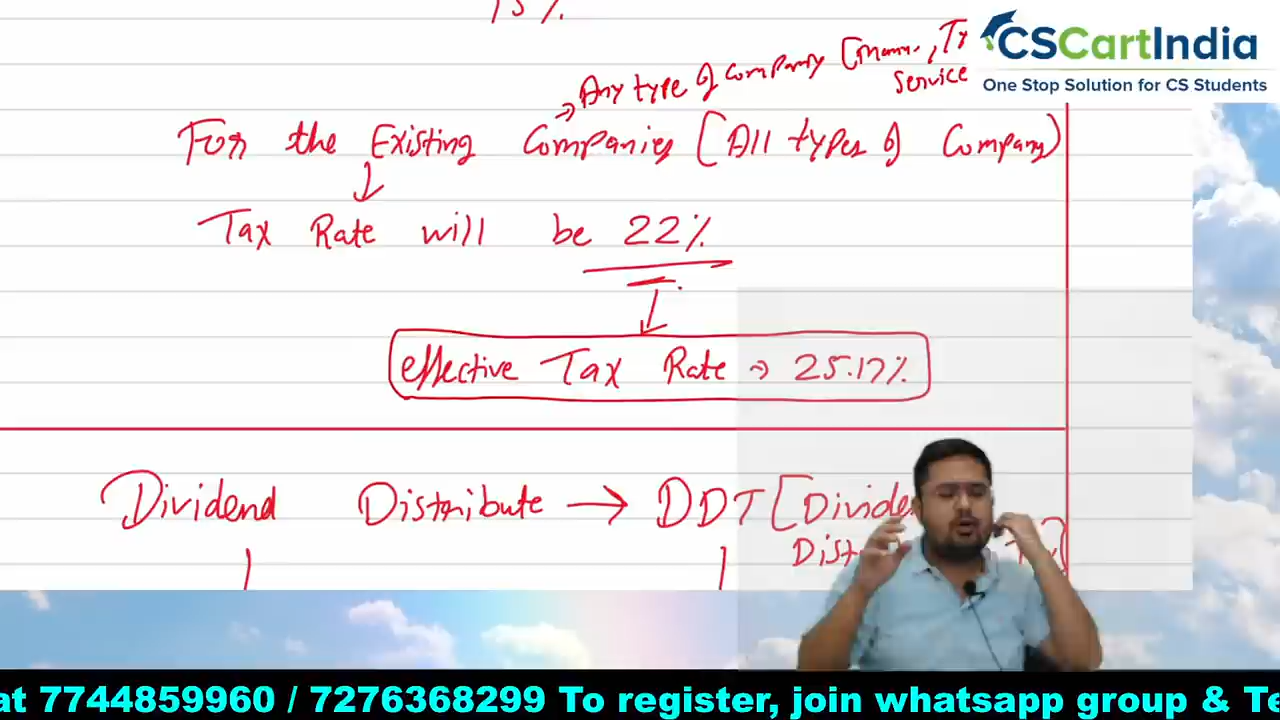 15%
CSCartIndia
One Stop Solution for CS Students
Any type of company [Manu., Tr
Service
For the Existing Companies [All types of Company)
Tax Rate will be 22%
effective Tax Rate → 25.17%
Dividend Distribute → DDT [Divide
Dist
at 7744859960 / 7276368299 To register, join whatsapp group & Te